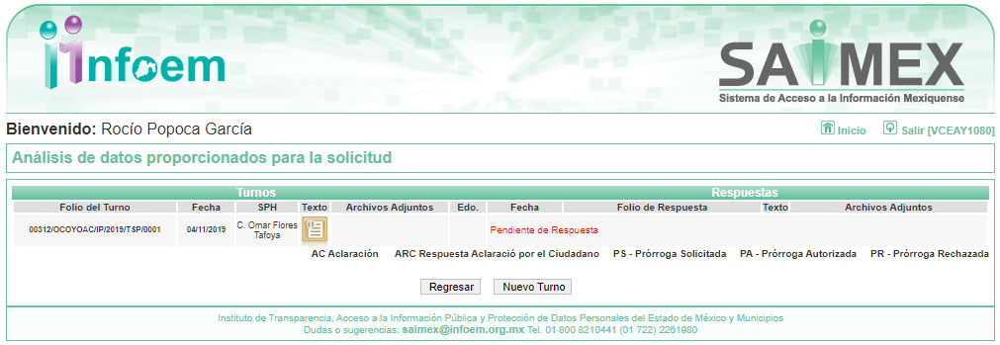 infoem
SAIMEX
Sistema de Acceso a la Información Mexiquense
Bienvenido: Rocío Popoca García
Inicio Salir [VCEAY1080]
Análisis de datos proporcionados para la solicitud
Turnos Respuestas
Folio del Turno Fecha SPH Texto Archivos Adjuntos Edo. Fecha Folio de Respuesta Texto Archivos Adjuntos
00312/OCOYOAC/IP/2019/TSP/0001 04/11/2019 C. Omar Flores Tafoya Pendiente de Respuesta
AC Aclaración ARC Respuesta Aclaració por el Ciudadano PS - Prórroga Solicitada PA - Prórroga Autorizada PR - Prórroga Rechazada
Regresar Nuevo Turno
Instituto de Transparencia, Acceso a la Información Pública y Protección de Datos Personales del Estado de México y Municipios
Dudas o sugerencias: saimex@infoem.org.mx Tel. 01 800 8210441 (01 722) 2261980